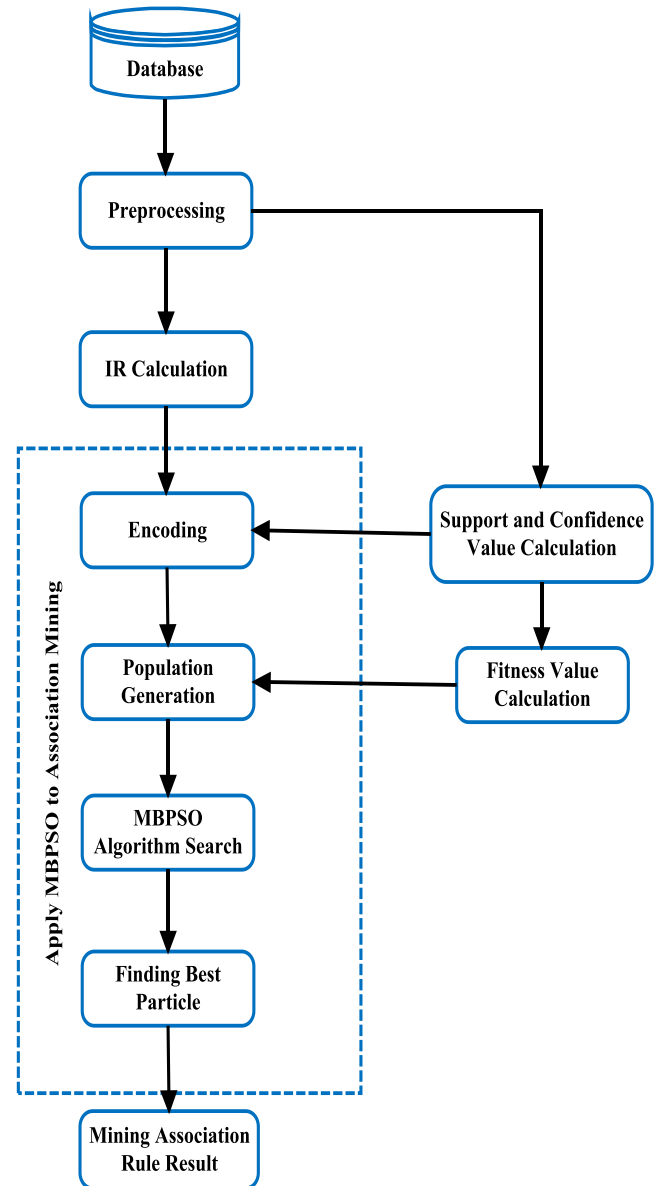 Database
Preprocessing
IR Calculation
Encoding
Support and Confidence
Value Calculation
Population
Generation
Fitness Value
Calculation
MBPSO
Algorithm Search
Finding Best
Particle
Apply MBPSO to Association Mining
Mining Association
Rule Result